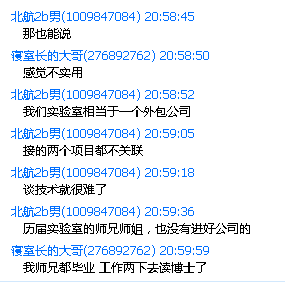 北航2b男(1009847084) 20:58:45
那也能说
寝室长的大哥(276892762) 20:58:50
感觉不实用
北航2b男(1009847084) 20:58:52
我们实验室相当于一个外包公司
北航2b男(1009847084) 20:59:05
接的两个项目都不关联
北航2b男(1009847084) 20:59:18
谈技术就很难了
北航2b男(1009847084) 20:59:36
历届实验室的师兄师姐，也没有进好公司的
寝室长的大哥(276892762) 20:59:59
我师兄都毕业 工作两下去读博士了